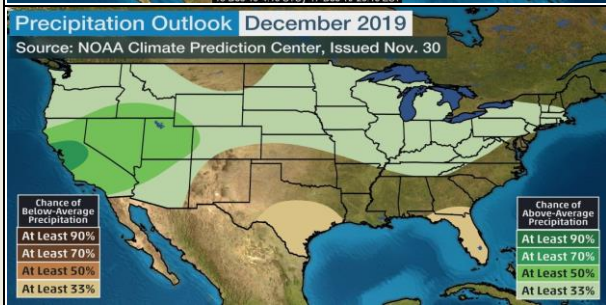 Precipitation Outlook December 2019
Source: NOAA Climate Prediction Center, Issued Nov. 30
Chance of
Below-Average
Precipitation
At Least 90%
At Least 70%
At Least 50%
At Least 33%
Chance of
Above-Average
Precipitation
At Least 90%
At Least 70%
At Least 50%
At Least 33%